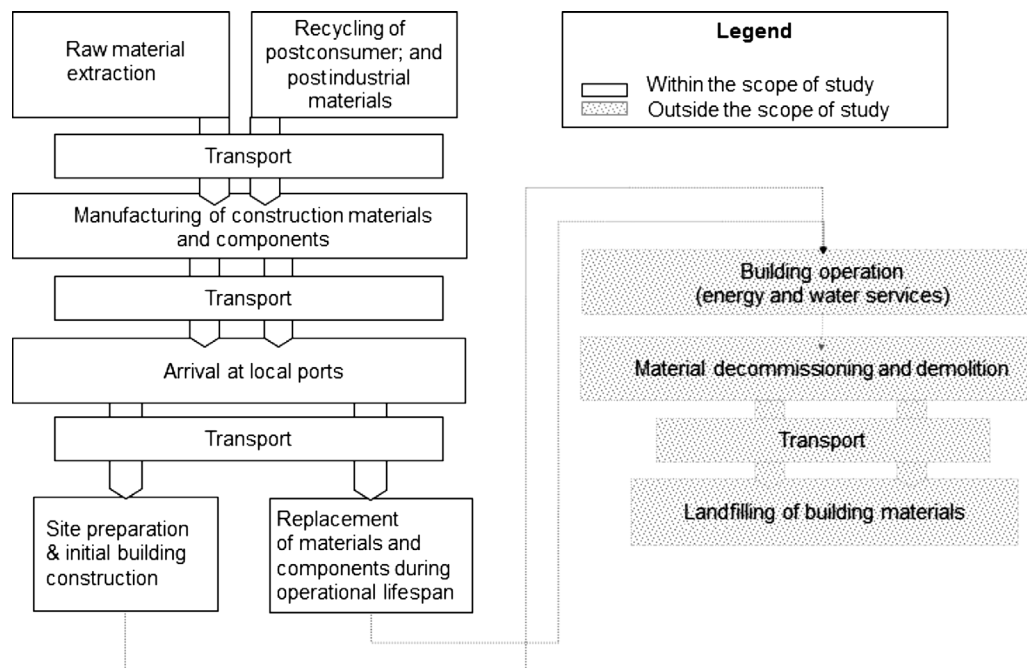 Raw material
extraction
Recycling of
postconsumer; and
postindustrial
materials
Legend
Within the scope of study
Outside the scope of study
Transport
Manufacturing of construction materials
and components
Transport
Arrival at local ports
Transport
Site preparation
& initial building
construction
Replacement
of materials and
components during
operational lifespan
Building operation
(energy and water services)
Material decommissioning and demolition
Transport
Landfilling of building materials